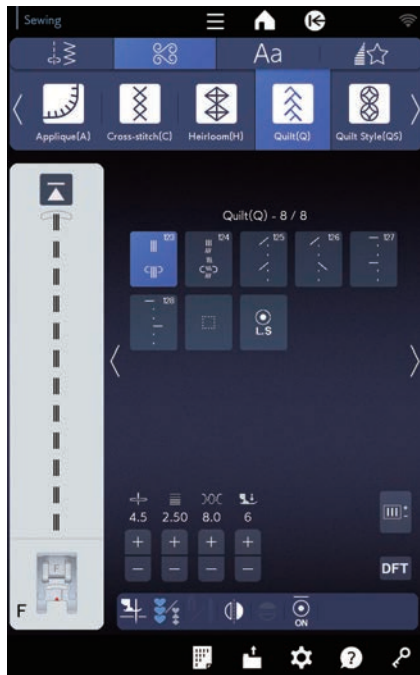 Sewing
Aa
Applique(A) Cross-stitch(C) Heirloom(H) Quilt(Q) Quilt Style(QS)
Quilt(Q) - 8 / 8
123 124 125 126 127
128
L.S
4.5 2.50 8.0 6
+ + + +
− − − −
DFT
F
F
ON
?